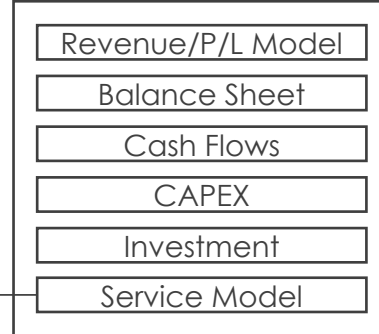 Revenue/P/L Model
Balance Sheet
Cash Flows
CAPEX
Investment
Service Model